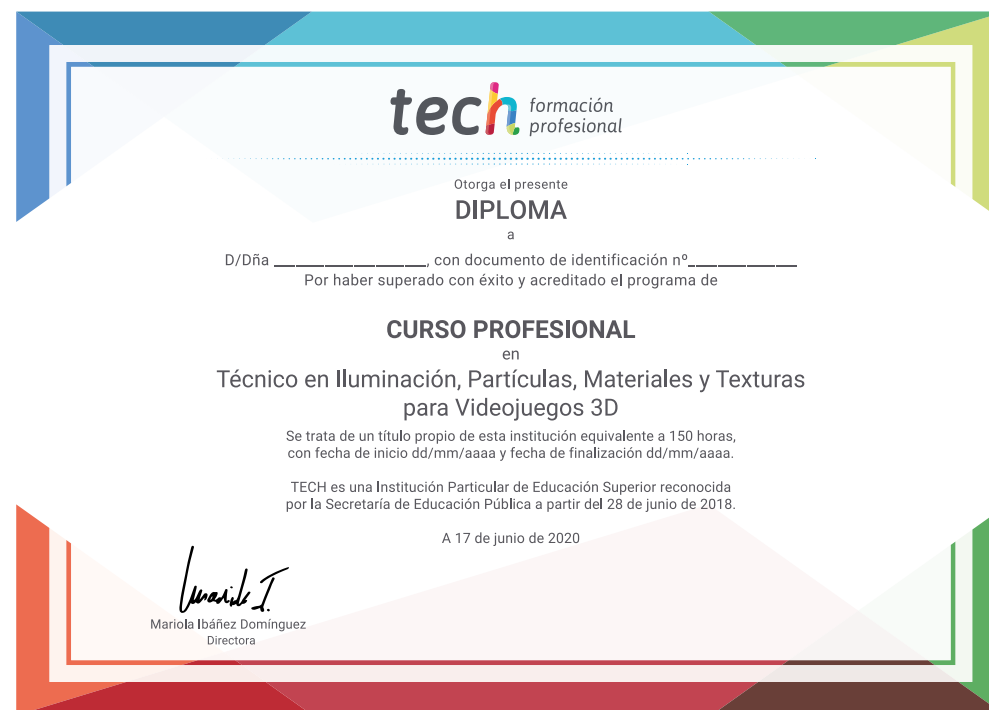 tech formación
profesional
Otorga el presente
DIPLOMA
a
D/Dña ____________________, con documento de identificación nº______________
Por haber superado con éxito y acreditado el programa de
CURSO PROFESIONAL
en
Técnico en Iluminación, Partículas, Materiales y Texturas
para Videojuegos 3D
Se trata de un título propio de esta institución equivalente a 150 horas,
con fecha de inicio dd/mm/aaaa y fecha de finalización dd/mm/aaaa.
TECH es una Institución Particular de Educación Superior reconocida
por la Secretaría de Educación Pública a partir del 28 de junio de 2018.
A 17 de junio de 2020
Mariola Ibáñez Domínguez
Directora